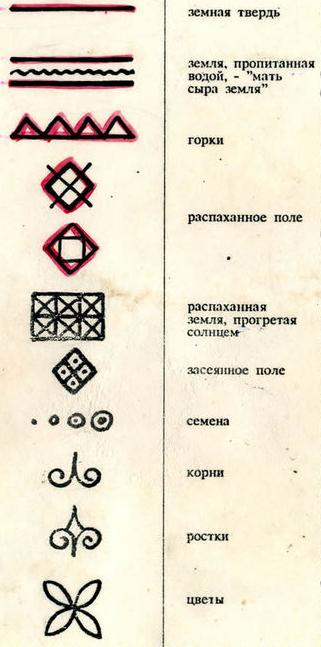 земная твердь
земля, пропитанная
водой, - "мать
сыра земля"
горки
распаханное поле
распаханная
земля, прогретая
солнцем
засеянное поле
семена
корни
ростки
цветы